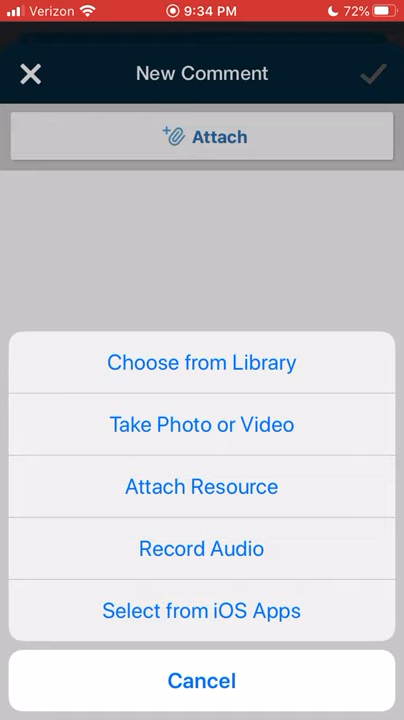 Verizon 9:34 PM 72%
New Comment
Attach
Choose from Library
Take Photo or Video
Attach Resource
Record Audio
Select from iOS Apps
Cancel